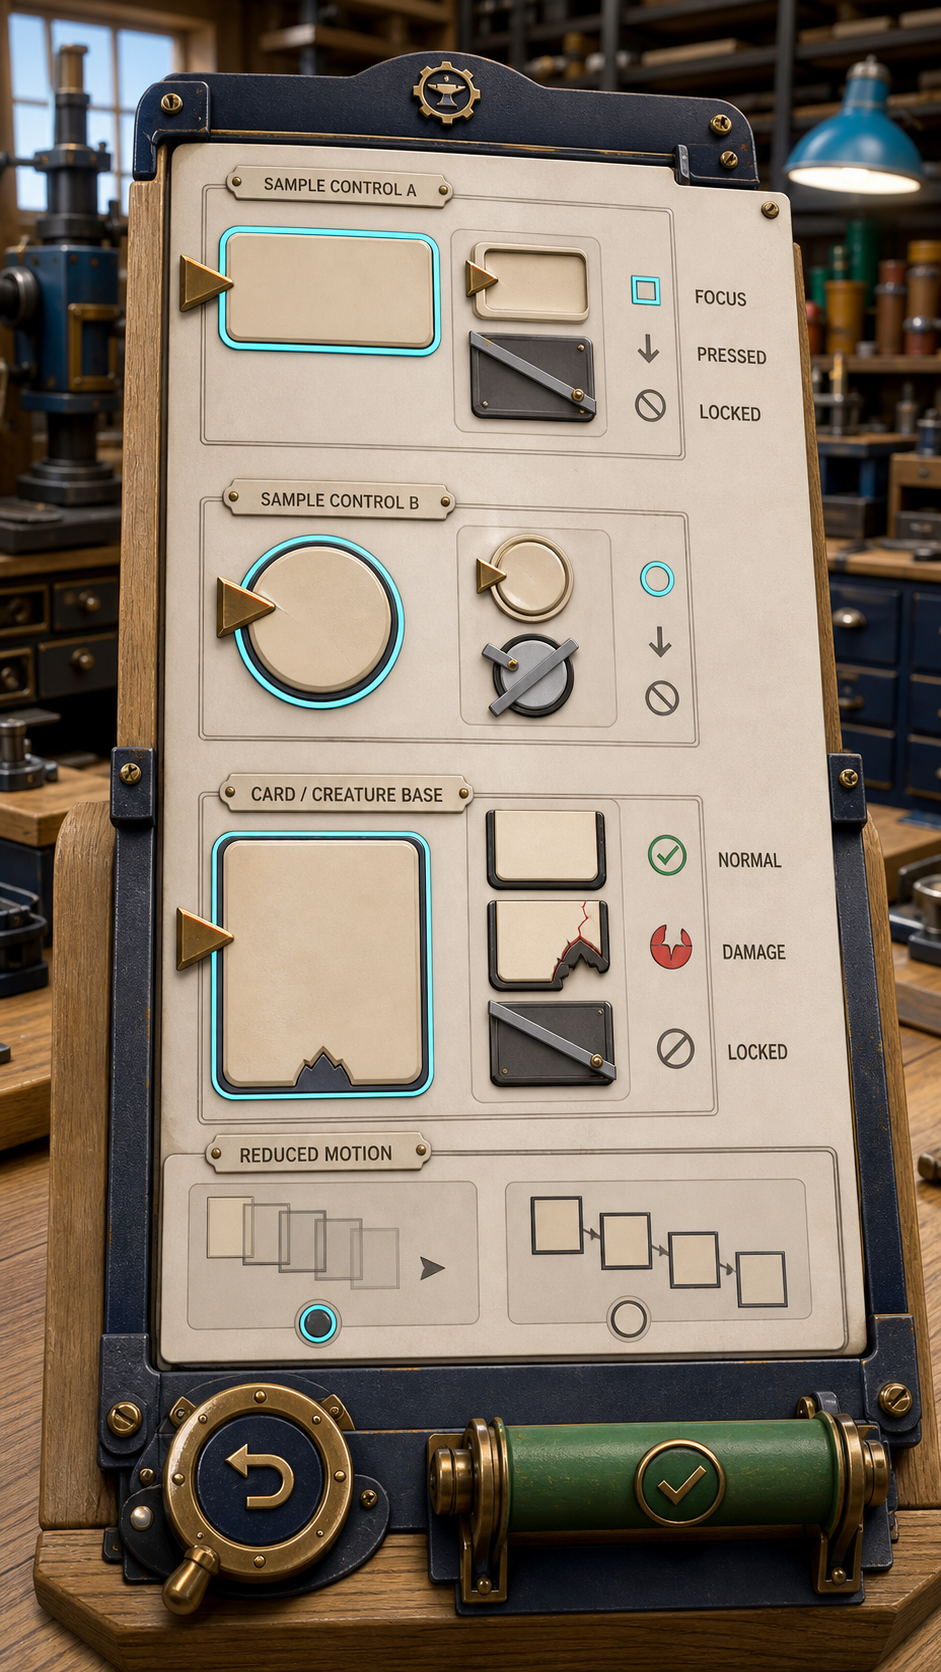 SAMPLE CONTROL A
FOCUS
PRESSED
LOCKED
SAMPLE CONTROL B
CARD / CREATURE BASE
NORMAL
DAMAGE
LOCKED
REDUCED MOTION